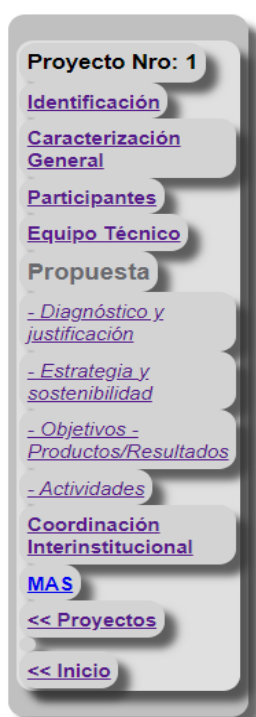 Proyecto Nro: 1
Identificación
Caracterización
General
Participantes
Equipo Técnico
Propuesta
- Diagnóstico y
justificación
- Estrategia y
sostenibilidad
- Objetivos -
Productos/Resultados
- Actividades
Coordinación
Interinstitucional
MAS
<< Proyectos
<< Inicio